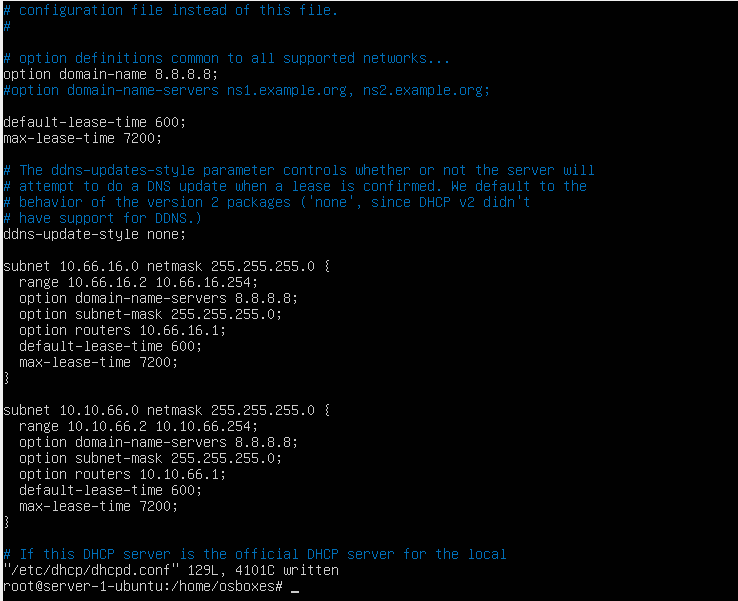 # configuration file instead of this file.
#
# option definitions common to all supported networks...
option domain-name 8.8.8.8;
#option domain-name-servers ns1.example.org, ns2.example.org;
default-lease-time 600;
max-lease-time 7200;
# The ddns-updates-style parameter controls whether or not the server will
# attempt to do a DNS update when a lease is confirmed. We default to the
# behavior of the version 2 packages ('none', since DHCP v2 didn't
# have support for DDNS.)
ddns-update-style none;
subnet 10.66.16.0 netmask 255.255.255.0 {
  range 10.66.16.2 10.66.16.254;
  option domain-name-servers 8.8.8.8;
  option subnet-mask 255.255.255.0;
  option routers 10.66.16.1;
  default-lease-time 600;
  max-lease-time 7200;
}
subnet 10.10.66.0 netmask 255.255.255.0 {
  range 10.10.66.2 10.10.66.254;
  option domain-name-servers 8.8.8.8;
  option subnet-mask 255.255.255.0;
  option routers 10.10.66.1;
  default-lease-time 600;
  max-lease-time 7200;
}
# If this DHCP server is the official DHCP server for the local
"/etc/dhcp/dhcpd.conf" 129L, 4101C written
root@server-1-ubuntu:/home/osboxes# _